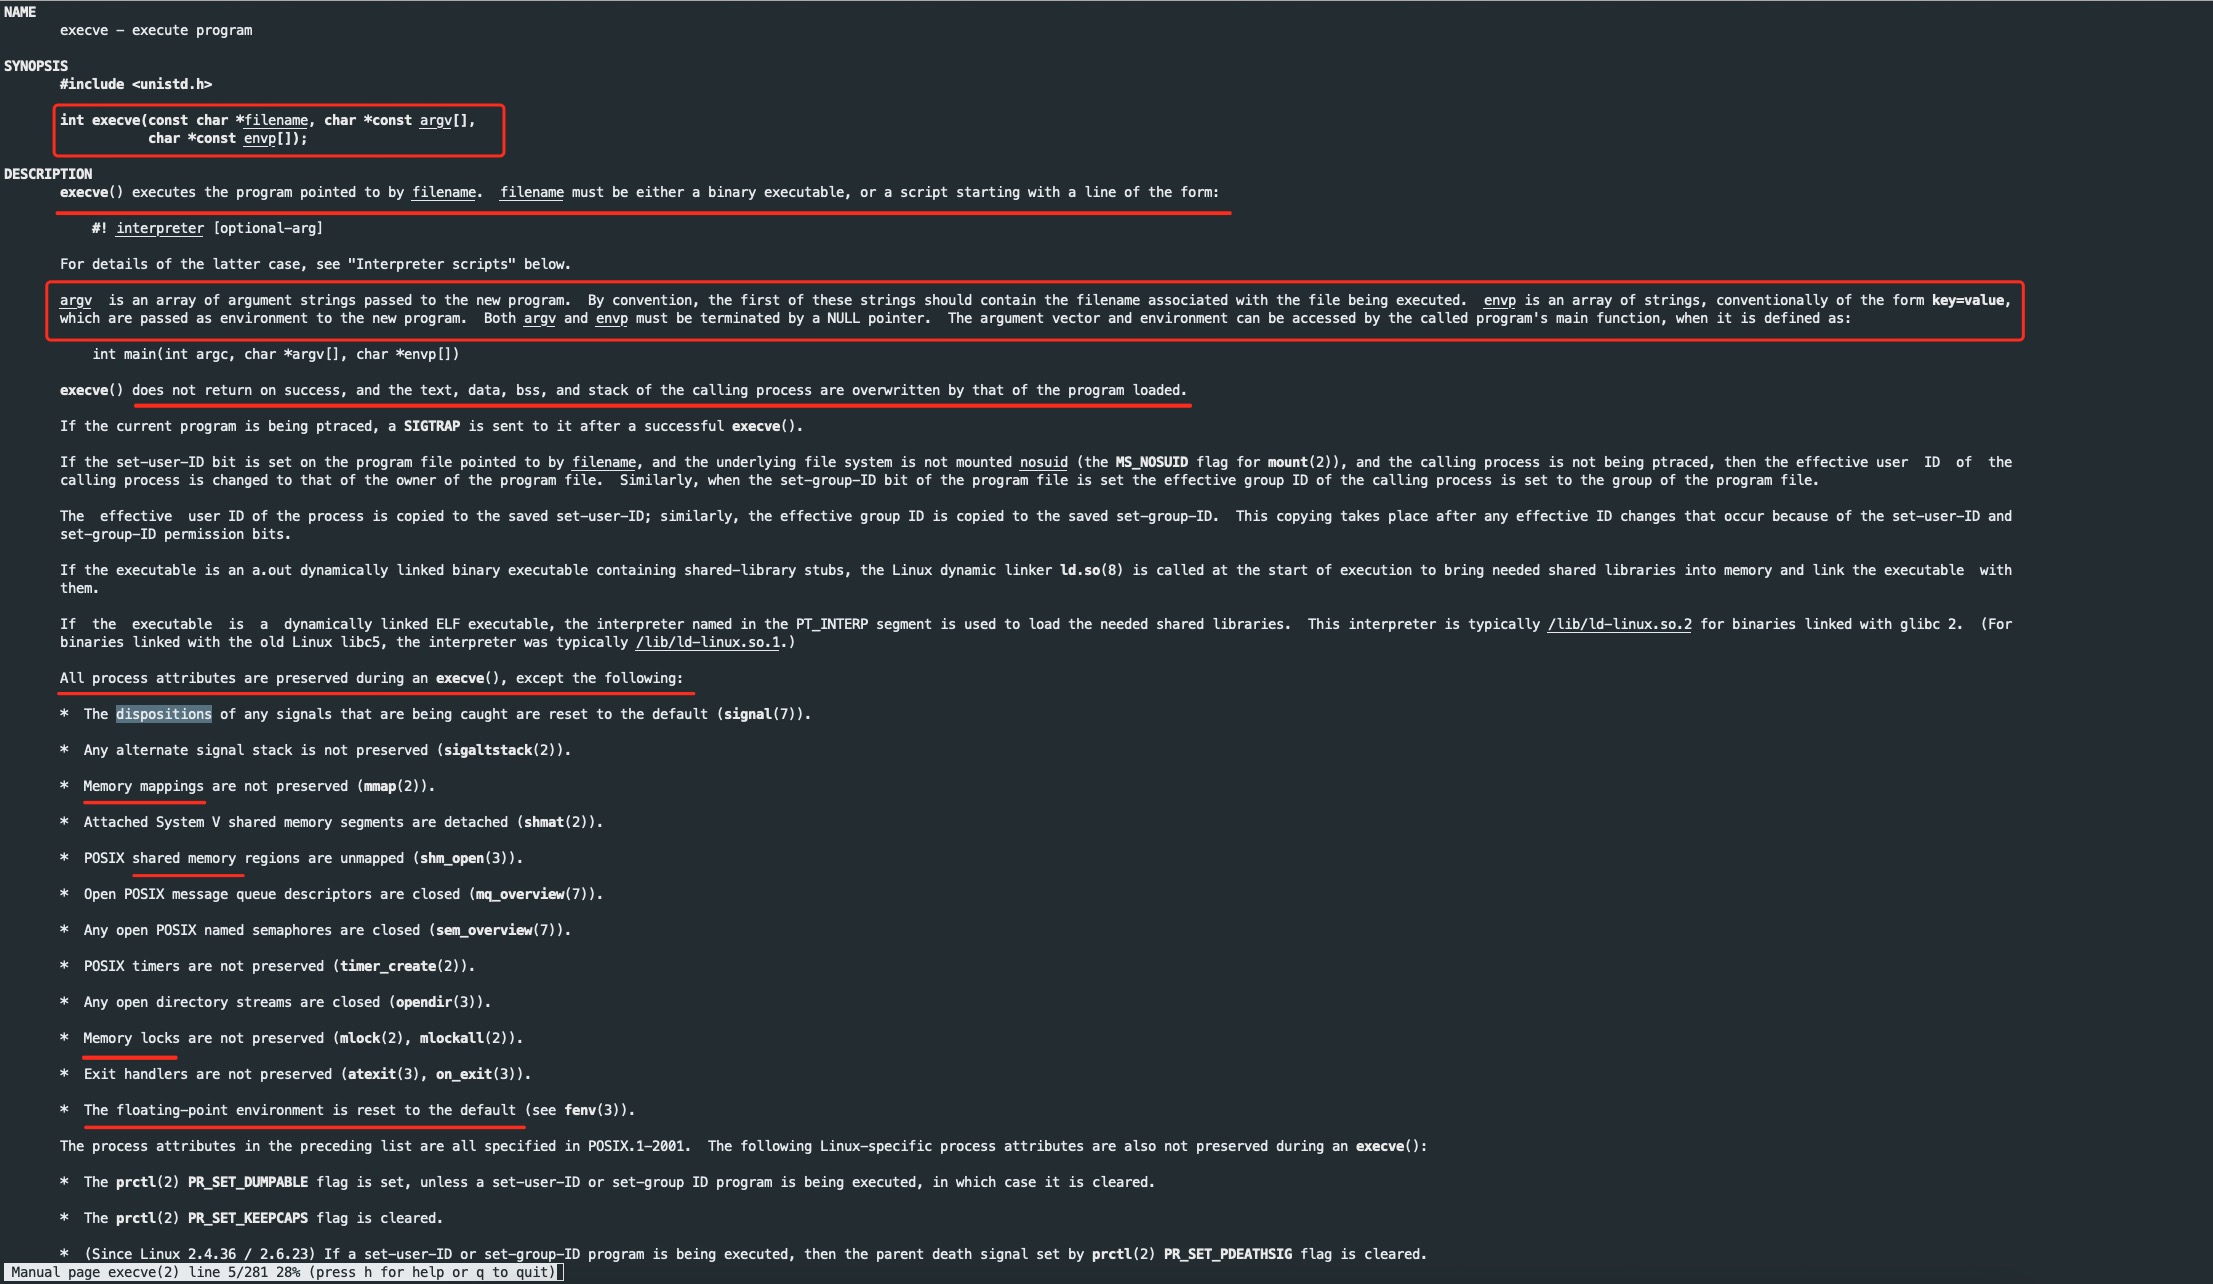 NAME
execve – execute program
SYNOPSIS
#include <unistd.h>
int execve(const char *filename, char *const argv[],
char *const envp[]);
DESCRIPTION
execve() executes the program pointed to by filename.  filename must be either a binary executable, or a script starting with a line of the form:
#! interpreter [optional-arg]
For details of the latter case, see "Interpreter scripts" below.
argv  is an array of argument strings passed to the new program.  By convention, the first of these strings should contain the filename associated with the file being executed.  envp is an array of strings, conventionally of the form key=value,
which are passed as environment to the new program.  Both argv and envp must be terminated by a NULL pointer.  The argument vector and environment can be accessed by the called program's main function, when it is defined as:
int main(int argc, char *argv[], char *envp[])
execve() does not return on success, and the text, data, bss, and stack of the calling process are overwritten by that of the program loaded.
If the current program is being ptraced, a SIGTRAP is sent to it after a successful execve().
If the set-user-ID bit is set on the program file pointed to by filename, and the underlying file system is not mounted nosuid (the MS_NOSUID flag for mount(2)), and the calling process is not being ptraced, then the effective user  ID  of  the
calling process is changed to that of the owner of the program file.  Similarly, when the set-group-ID bit of the program file is set the effective group ID of the calling process is set to the group of the program file.
The  effective  user ID of the process is copied to the saved set-user-ID; similarly, the effective group ID is copied to the saved set-group-ID.  This copying takes place after any effective ID changes that occur because of the set-user-ID and
set-group-ID permission bits.
If the executable is an a.out dynamically linked binary executable containing shared-library stubs, the Linux dynamic linker ld.so(8) is called at the start of execution to bring needed shared libraries into memory and link the executable  with
them.
If  the  executable  is  a  dynamically linked ELF executable, the interpreter named in the PT_INTERP segment is used to load the needed shared libraries.  This interpreter is typically /lib/ld-linux.so.2 for binaries linked with glibc 2.  (For
binaries linked with the old Linux libc5, the interpreter was typically /lib/ld-linux.so.1.)
All process attributes are preserved during an execve(), except the following:
*  The dispositions of any signals that are being caught are reset to the default (signal(7)).
*  Any alternate signal stack is not preserved (sigaltstack(2)).
*  Memory mappings are not preserved (mmap(2)).
*  Attached System V shared memory segments are detached (shmat(2)).
*  POSIX shared memory regions are unmapped (shm_open(3)).
*  Open POSIX message queue descriptors are closed (mq_overview(7)).
*  Any open POSIX named semaphores are closed (sem_overview(7)).
*  POSIX timers are not preserved (timer_create(2)).
*  Any open directory streams are closed (opendir(3)).
*  Memory locks are not preserved (mlock(2), mlockall(2)).
*  Exit handlers are not preserved (atexit(3), on_exit(3)).
*  The floating-point environment is reset to the default (see fenv(3)).
The process attributes in the preceding list are all specified in POSIX.1-2001.  The following Linux-specific process attributes are also not preserved during an execve():
*  The prctl(2) PR_SET_DUMPABLE flag is set, unless a set-user-ID or set-group ID program is being executed, in which case it is cleared.
*  The prctl(2) PR_SET_KEEPCAPS flag is cleared.
*  (Since Linux 2.4.36 / 2.6.23) If a set-user-ID or set-group-ID program is being executed, then the parent death signal set by prctl(2) PR_SET_PDEATHSIG flag is cleared.
Manual page execve(2) line 5/281 28% (press h for help or q to quit)